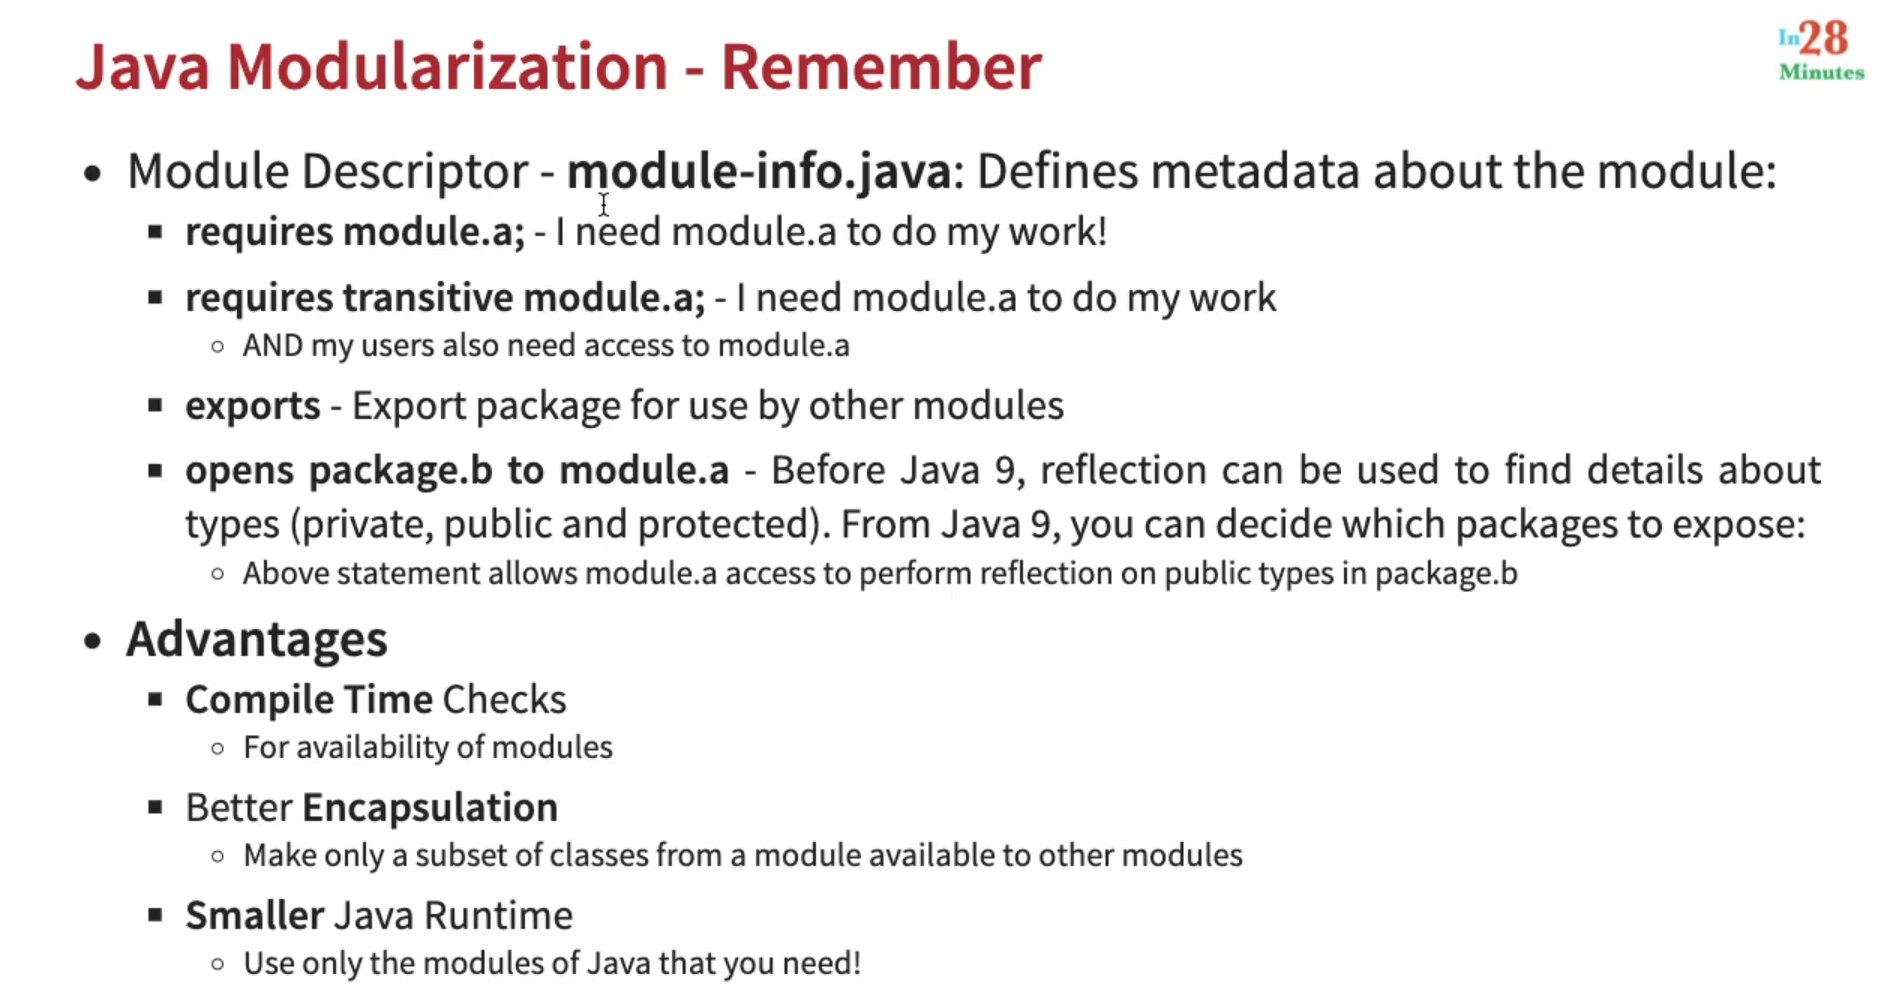 Java Modularization - Remember
In28
Minutes
• Module Descriptor - module-info.java: Defines metadata about the module:
▪ requires module.a; - I need module.a to do my work!
▪ requires transitive module.a; - I need module.a to do my work
○ AND my users also need access to module.a
▪ exports - Export package for use by other modules
▪ opens package.b to module.a - Before Java 9, reflection can be used to find details about
types (private, public and protected). From Java 9, you can decide which packages to expose:
○ Above statement allows module.a access to perform reflection on public types in package.b
• Advantages
▪ Compile Time Checks
○ For availability of modules
▪ Better Encapsulation
○ Make only a subset of classes from a module available to other modules
▪ Smaller Java Runtime
○ Use only the modules of Java that you need!